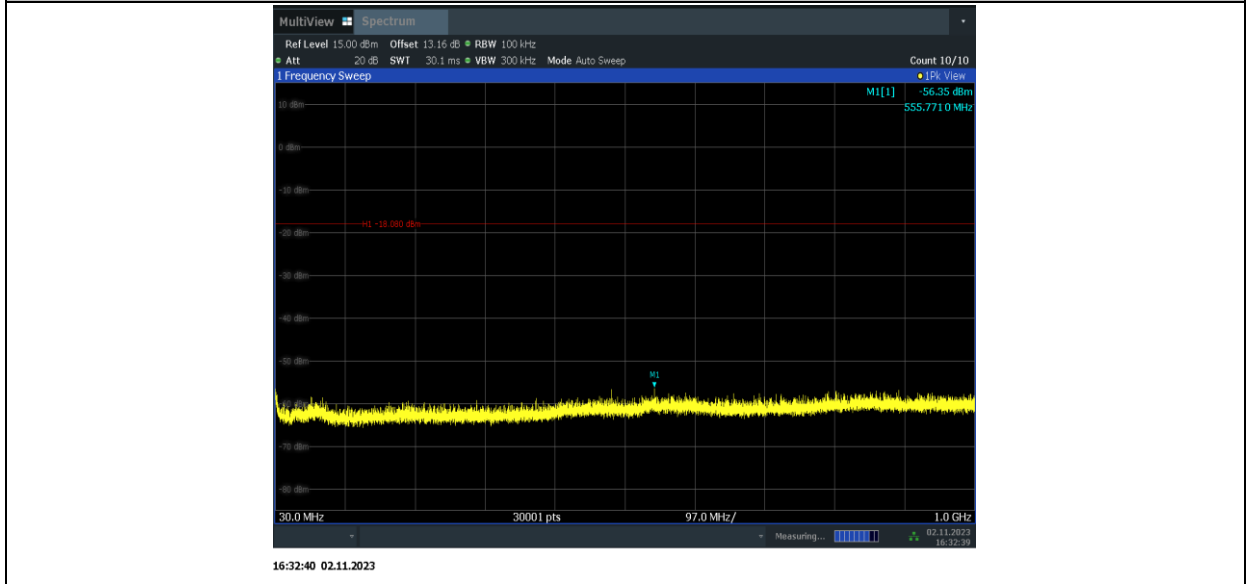 MultiView Spectrum
Ref Level 15.00 dBm Offset 13.16 dB RBW 100 kHz
Att 20 dB SWT 30.1 ms VBW 300 kHz Mode Auto Sweep Count 10/10
1 Frequency Sweep 1Pk View
M1[1] -56.35 dBm
555.7710 MHz
10 dBm
0 dBm
-10 dBm
H1 -18.080 dBm
-20 dBm
-30 dBm
-40 dBm
-50 dBm
M1
-70 dBm
-80 dBm
30.0 MHz 30001 pts 97.0 MHz/ 1.0 GHz
Measuring... 02.11.2023
16:32:39
16:32:40 02.11.2023